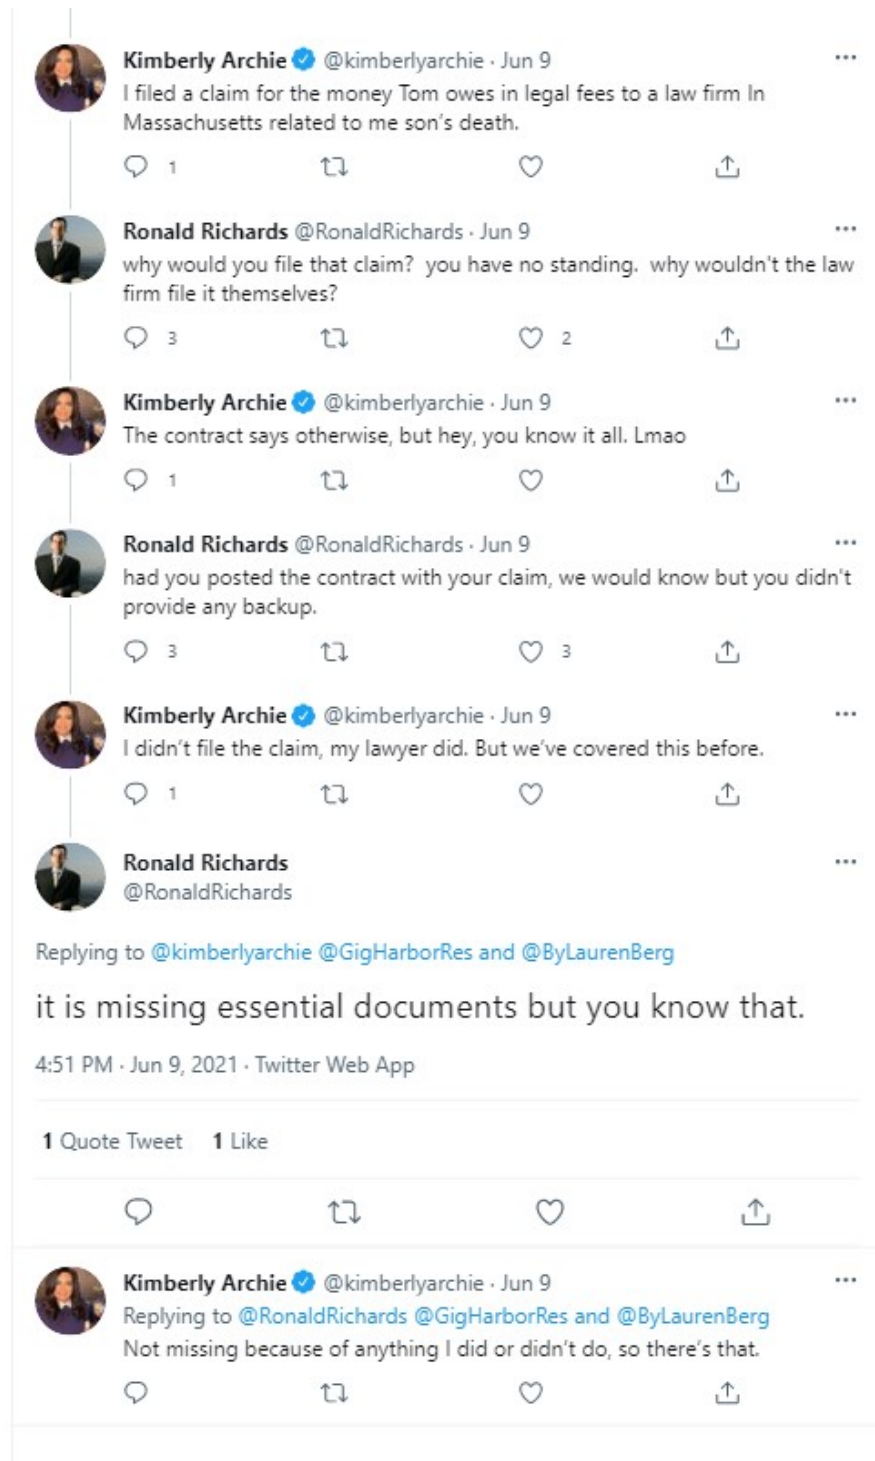 Kimberly Archie @kimberlyarchie · Jun 9
I filed a claim for the money Tom owes in legal fees to a law firm In
Massachusetts related to me son's death.
1
Ronald Richards @RonaldRichards · Jun 9
why would you file that claim?  you have no standing.  why wouldn't the law
firm file it themselves?
3 2
Kimberly Archie @kimberlyarchie · Jun 9
The contract says otherwise, but hey, you know it all. Lmao
1
Ronald Richards @RonaldRichards · Jun 9
had you posted the contract with your claim, we would know but you didn't
provide any backup.
3 3
Kimberly Archie @kimberlyarchie · Jun 9
I didn't file the claim, my lawyer did. But we've covered this before.
1
Ronald Richards
@RonaldRichards
Replying to @kimberlyarchie @GigHarborRes and @ByLaurenBerg
it is missing essential documents but you know that.
4:51 PM · Jun 9, 2021 · Twitter Web App
1 Quote Tweet 1 Like
Kimberly Archie @kimberlyarchie · Jun 9
Replying to @RonaldRichards @GigHarborRes and @ByLaurenBerg
Not missing because of anything I did or didn't do, so there's that.